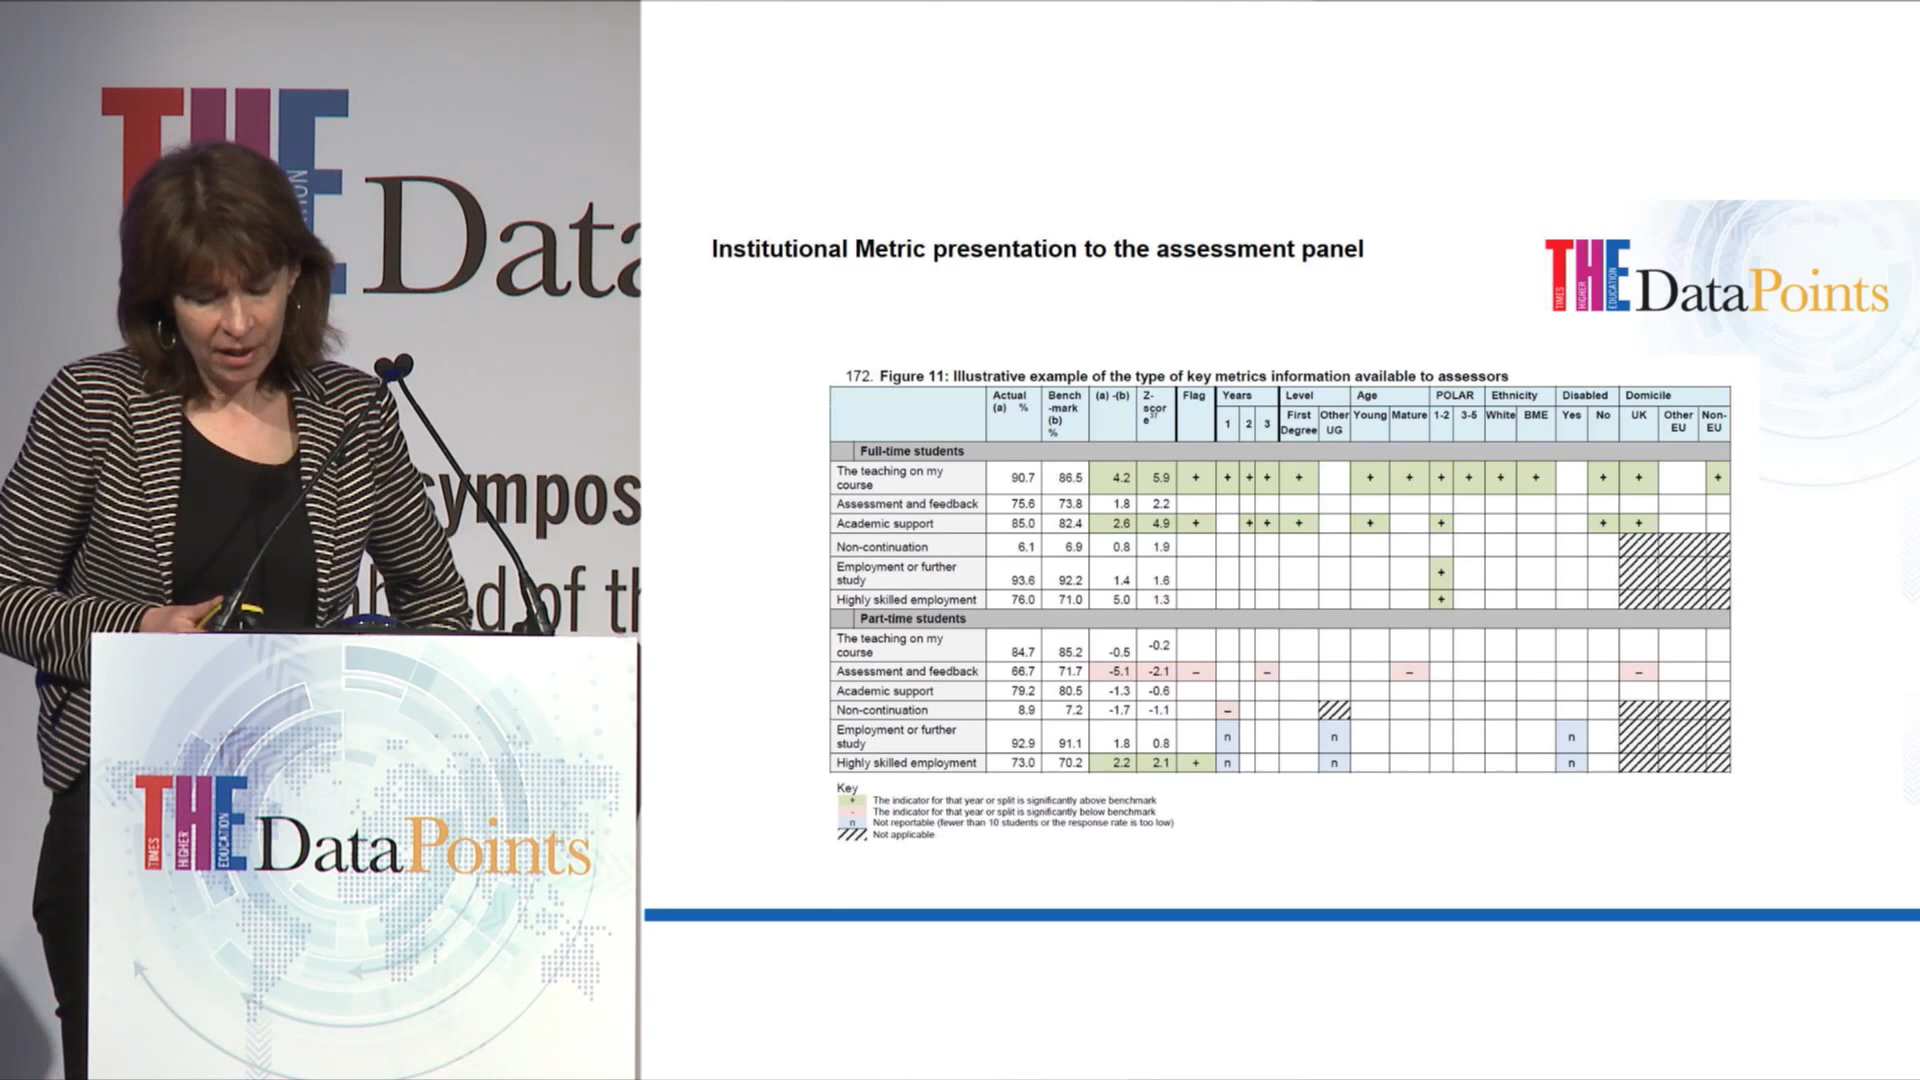 THE Data
symposi
ahead of th
TIMES HIGHER EDUCATION
DataPoints
Institutional Metric presentation to the assessment panel
TIMES HIGHER EDUCATION
THE DataPoints
172. Figure 11: Illustrative example of the type of key metrics information available to assessors
Actual (a) % Bench-mark (b) % (a) -(b) Z-score 37 Flag Years Level Age POLAR Ethnicity Disabled Domicile
1 2 3 First Degree Other UG Young Mature 1-2 3-5 White BME Yes No UK Other EU Non-EU
Full-time students
The teaching on my course 90.7 86.5 4.2 5.9 + + + + + + + + + + + + + +
Assessment and feedback 75.6 73.8 1.8 2.2
Academic support 85.0 82.4 2.6 4.9 + + + + + + + +
Non-continuation 6.1 6.9 0.8 1.9
Employment or further study 93.6 92.2 1.4 1.6 +
Highly skilled employment 76.0 71.0 5.0 1.3 +
Part-time students
The teaching on my course 84.7 85.2 -0.5 -0.2
Assessment and feedback 66.7 71.7 -5.1 -2.1 – – – –
Academic support 79.2 80.5 -1.3 -0.6
Non-continuation 8.9 7.2 -1.7 -1.1 –
Employment or further study 92.9 91.1 1.8 0.8 n n n
Highly skilled employment 73.0 70.2 2.2 2.1 + n n n
Key
+ The indicator for that year or split is significantly above benchmark
- The indicator for that year or split is significantly below benchmark
n Not reportable (fewer than 10 students or the response rate is too low)
Not applicable